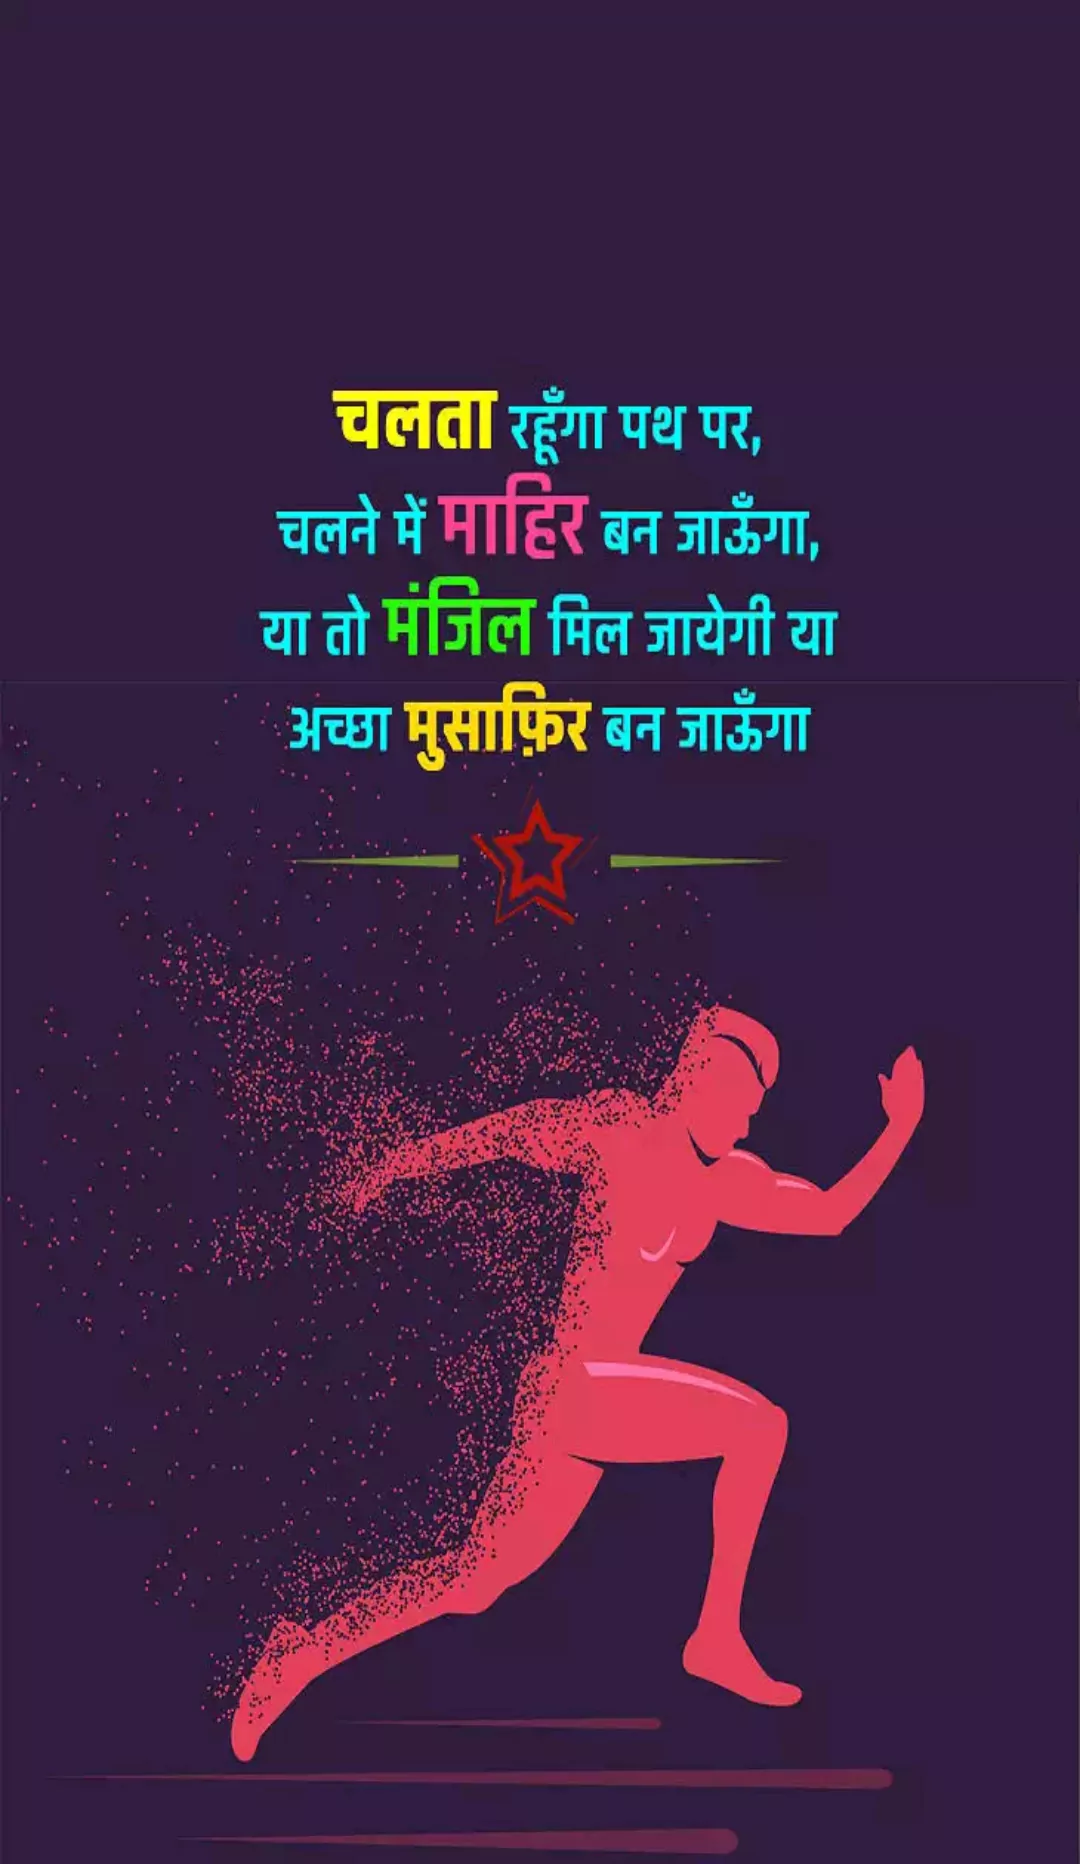 चलता रहूँगा पथ पर,
चलने में माहिर बन जाऊँगा,
या तो मंजिल मिल जायेगी या
अच्छा मुसाफ़िर बन जाऊँगा